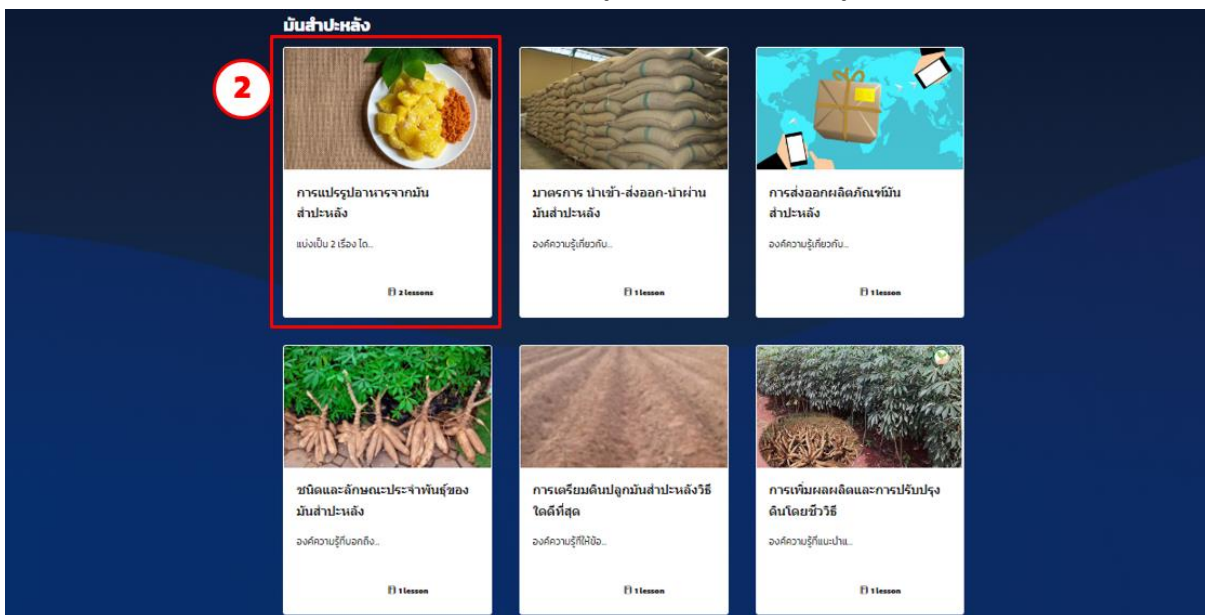 มันสำปะหลัง
2
การแปรรูปอาหารจากมัน
สำปะหลัง
แบ่งเป็น 2 เรื่อง ได...
2 lessons
มาตรการ นำเข้า-ส่งออก-นำผ่าน
มันสำปะหลัง
องค์ความรู้เกี่ยวกับ...
1 lesson
การส่งออกผลิตภัณฑ์มัน
สำปะหลัง
องค์ความรู้เกี่ยวกับ...
1 lesson
ชนิดและลักษณะประจำพันธุ์ของ
มันสำปะหลัง
องค์ความรู้ที่บอกถึง...
1 lesson
การเตรียมดินปลูกมันสำปะหลังวิธี
ใดดีที่สุด
องค์ความรู้ที่ให้ข้อ...
1 lesson
การเพิ่มผลผลิตและการปรับปรุง
ดินโดยชีววิธี
องค์ความรู้ที่แนะนำแ...
1 lesson